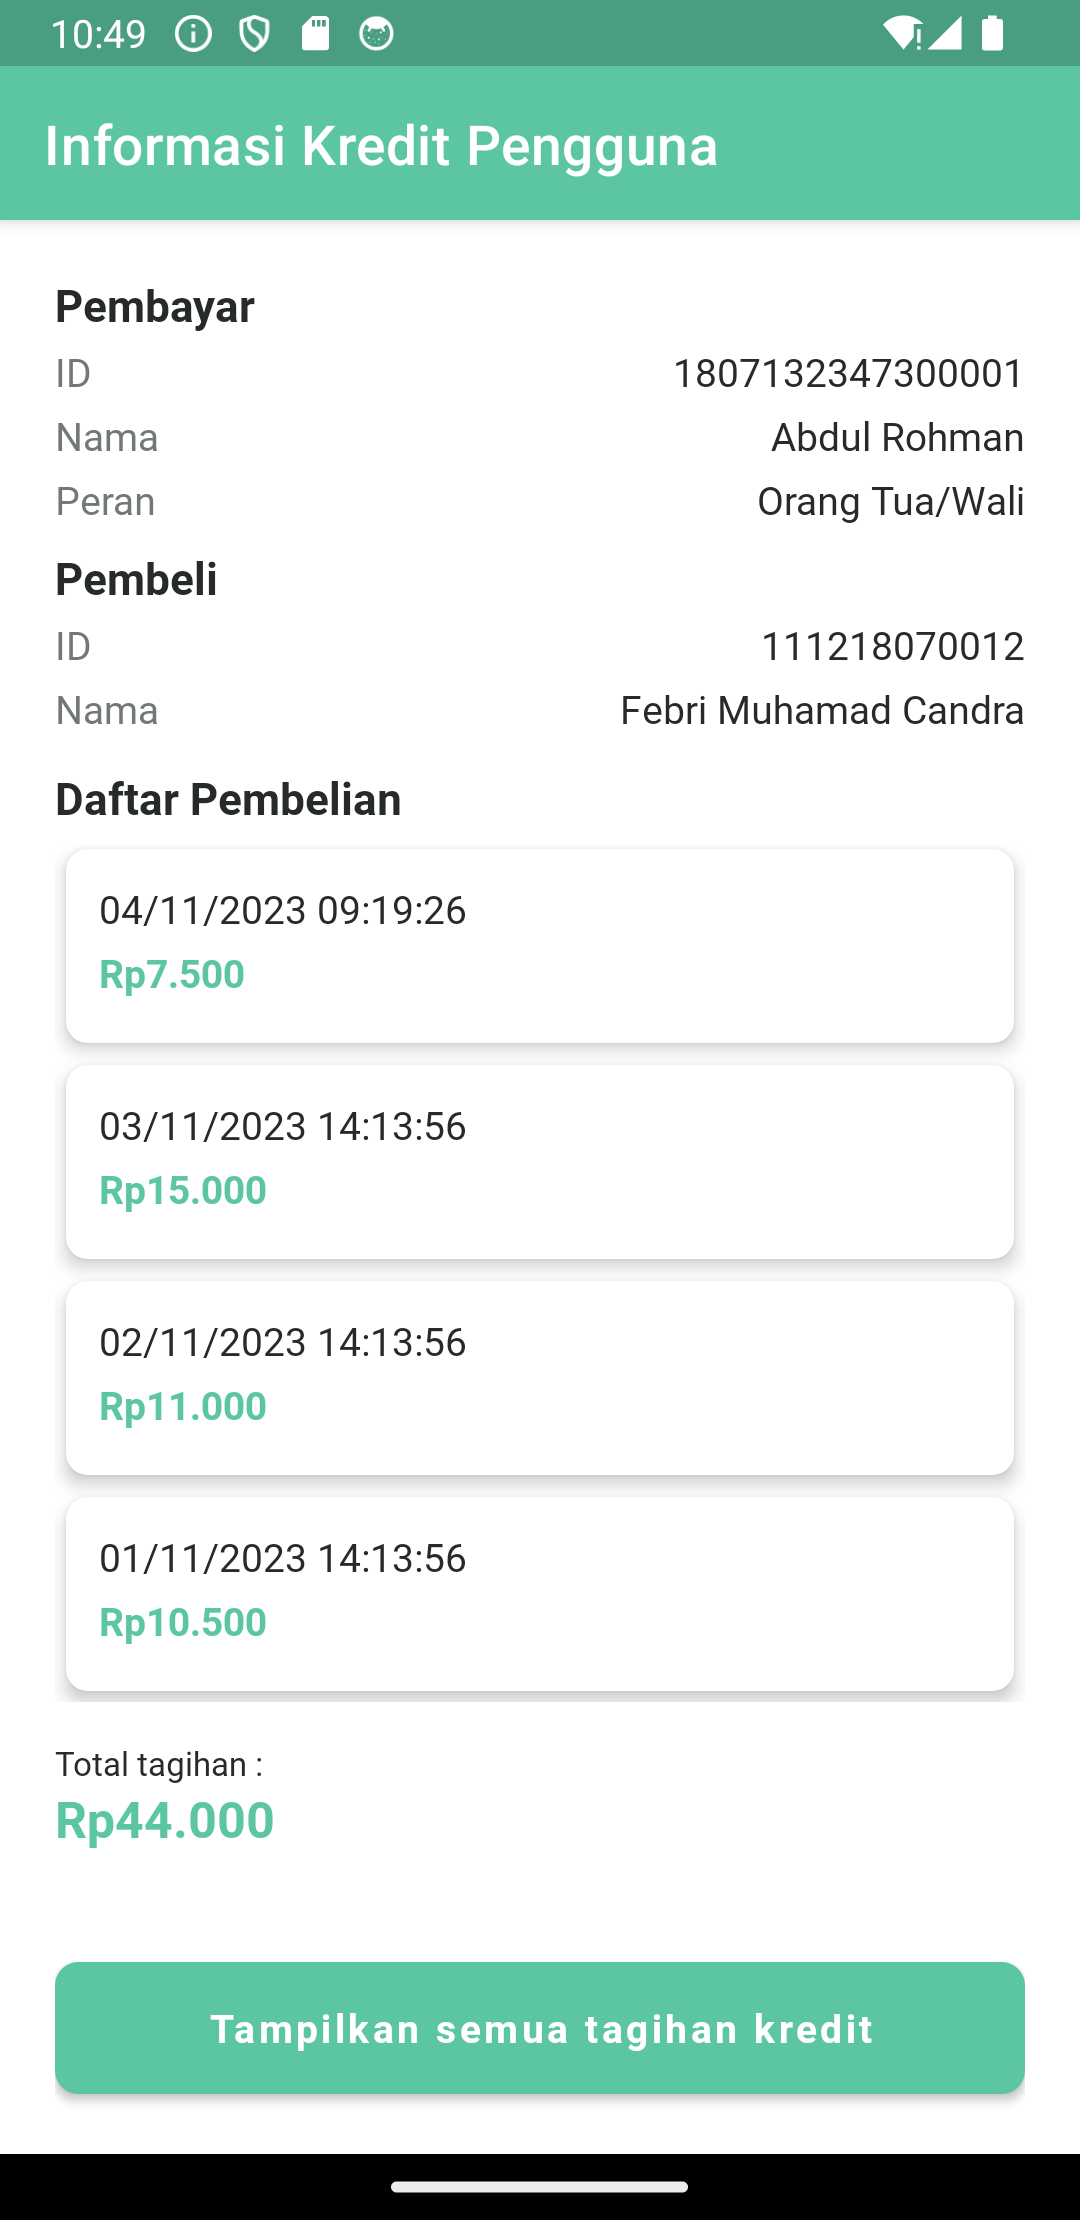 10:49
Informasi Kredit Pengguna
Pembayar
ID 1807132347300001
Nama Abdul Rohman
Peran Orang Tua/Wali
Pembeli
ID 111218070012
Nama Febri Muhamad Candra
Daftar Pembelian
04/11/2023 09:19:26
Rp7.500
03/11/2023 14:13:56
Rp15.000
02/11/2023 14:13:56
Rp11.000
01/11/2023 14:13:56
Rp10.500
Total tagihan :
Rp44.000
Tampilkan semua tagihan kredit